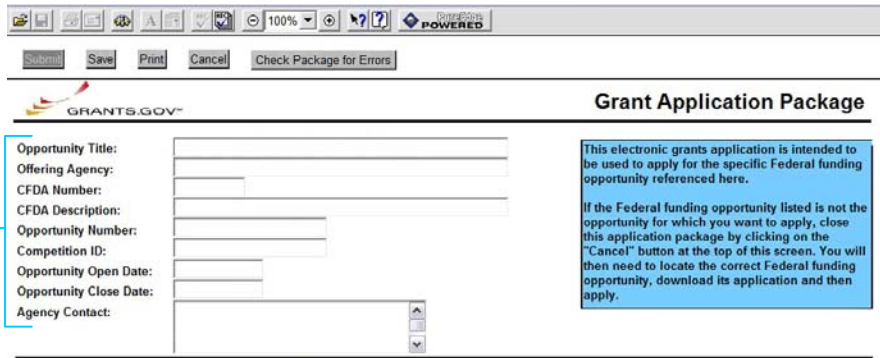 100%
POWERED
Submit Save Print Cancel Check Package for Errors
GRANTS.GOV℠
Grant Application Package
Opportunity Title:
Offering Agency:
CFDA Number:
CFDA Description:
Opportunity Number:
Competition ID:
Opportunity Open Date:
Opportunity Close Date:
Agency Contact:
This electronic grants application is intended to
be used to apply for the specific Federal funding
opportunity referenced here.
If the Federal funding opportunity listed is not the
opportunity for which you want to apply, close
this application package by clicking on the
"Cancel" button at the top of this screen. You will
then need to locate the correct Federal funding
opportunity, download its application and then
apply.